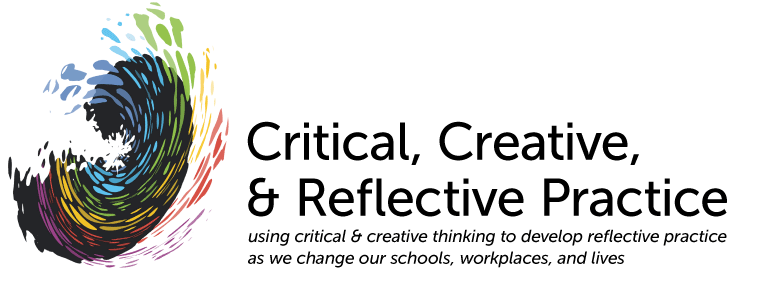 Critical, Creative,
& Reflective Practice
using critical & creative thinking to develop reflective practice
as we change our schools, workplaces, and lives